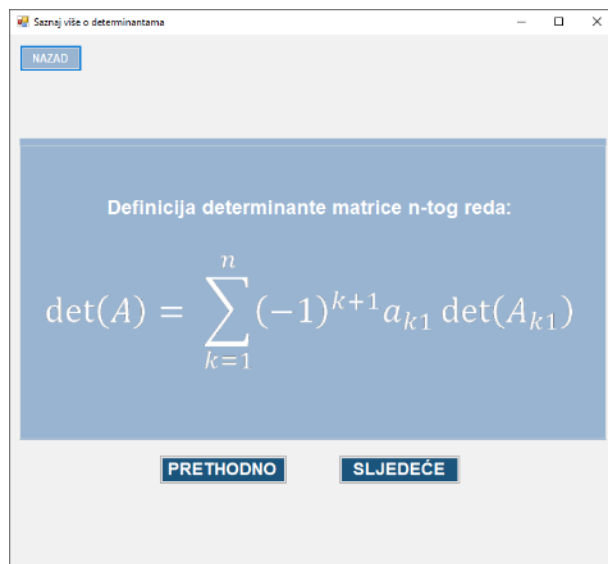 Saznaj više o determinantama
NAZAD
Definicija determinante matrice n-tog reda:
det(A) = ∑_{k=1}^{n} (−1)^{k+1} a_{k1} det(A_{k1})
PRETHODNO
SLJEDEĆE